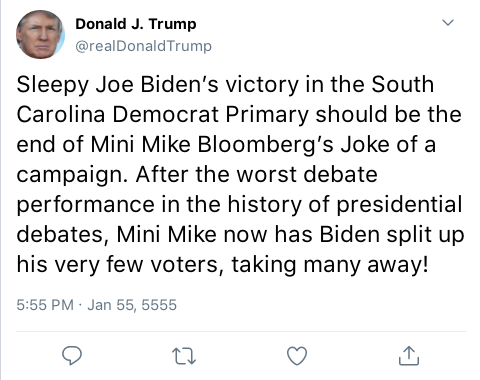 Donald J. Trump
@realDonaldTrump
Sleepy Joe Biden's victory in the South
Carolina Democrat Primary should be the
end of Mini Mike Bloomberg's Joke of a
campaign. After the worst debate
performance in the history of presidential
debates, Mini Mike now has Biden split up
his very few voters, taking many away!
5:55 PM · Jan 55, 5555